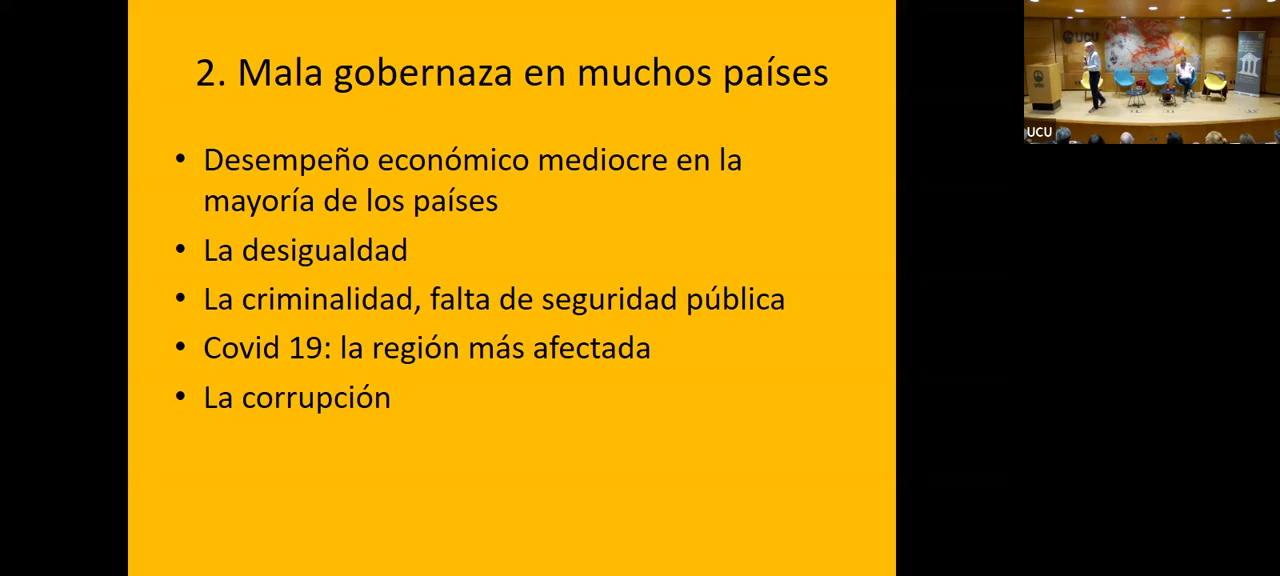 2. Mala gobernaza en muchos países
• Desempeño económico mediocre en la
mayoría de los países
• La desigualdad
• La criminalidad, falta de seguridad pública
• Covid 19: la región más afectada
• La corrupción
UCU
UCU